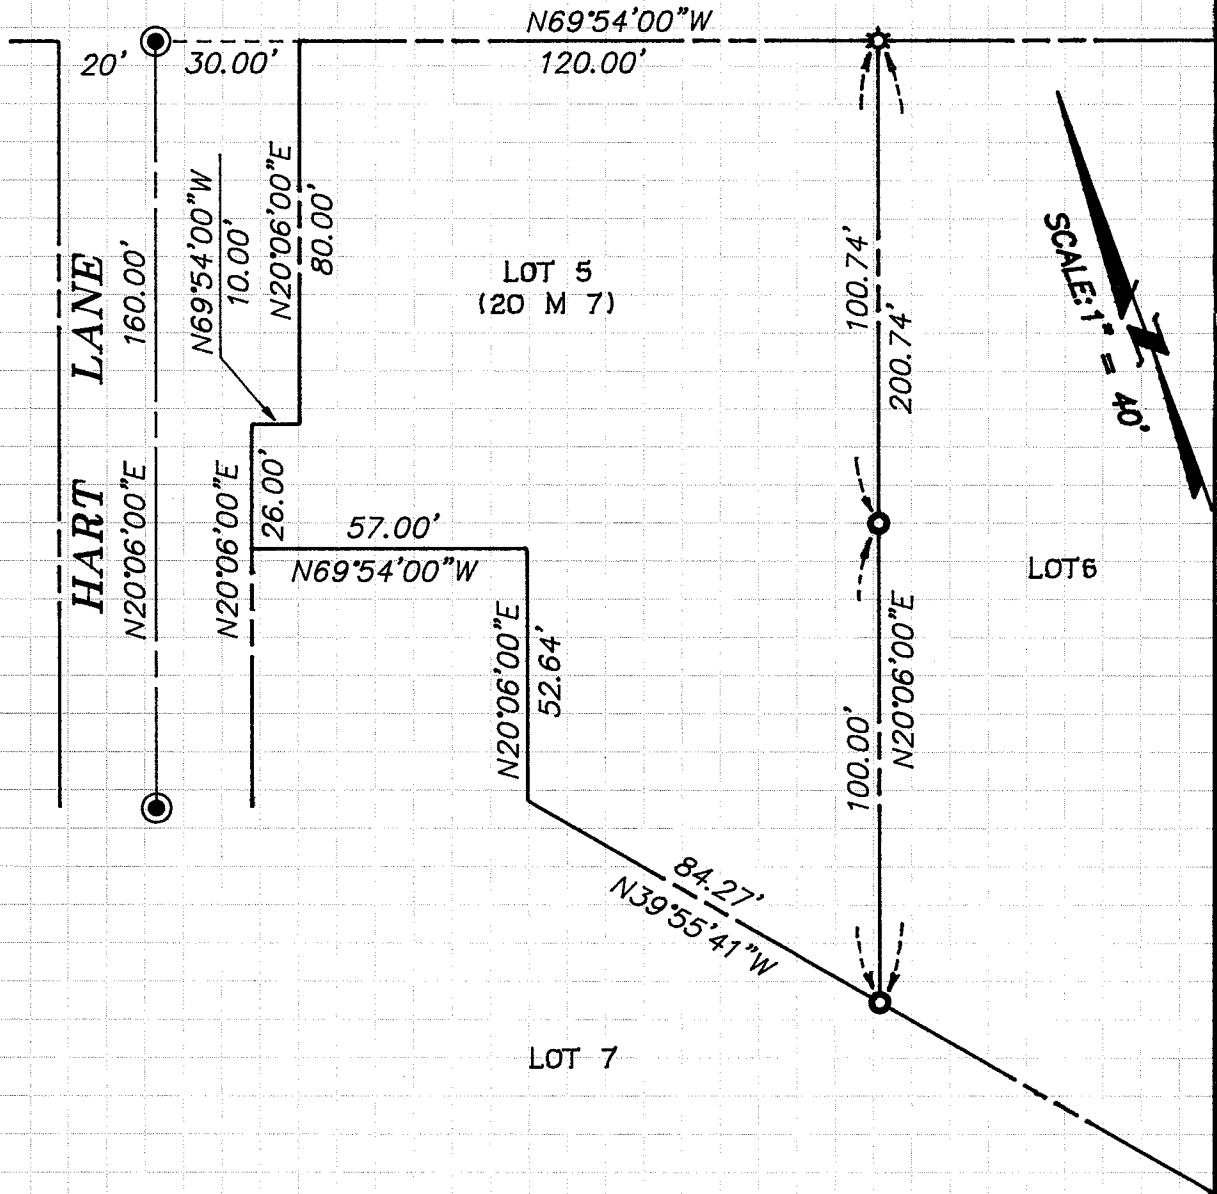 N69°54'00"W
20'
30.00'
120.00'
N69°54'00"W
10.00'
N20°06'00"E
80.00'
HART LANE
160.00'
N20°06'00"E
LOT 5
(20 M 7)
100.74'
200.74'
SCALE: 1" = 40'
N
N20°06'00"E
26.00'
57.00'
N69°54'00"W
LOT6
N20°06'00"E
52.64'
100.00'
N20°06'00"E
84.27'
N39°55'41"W
LOT 7